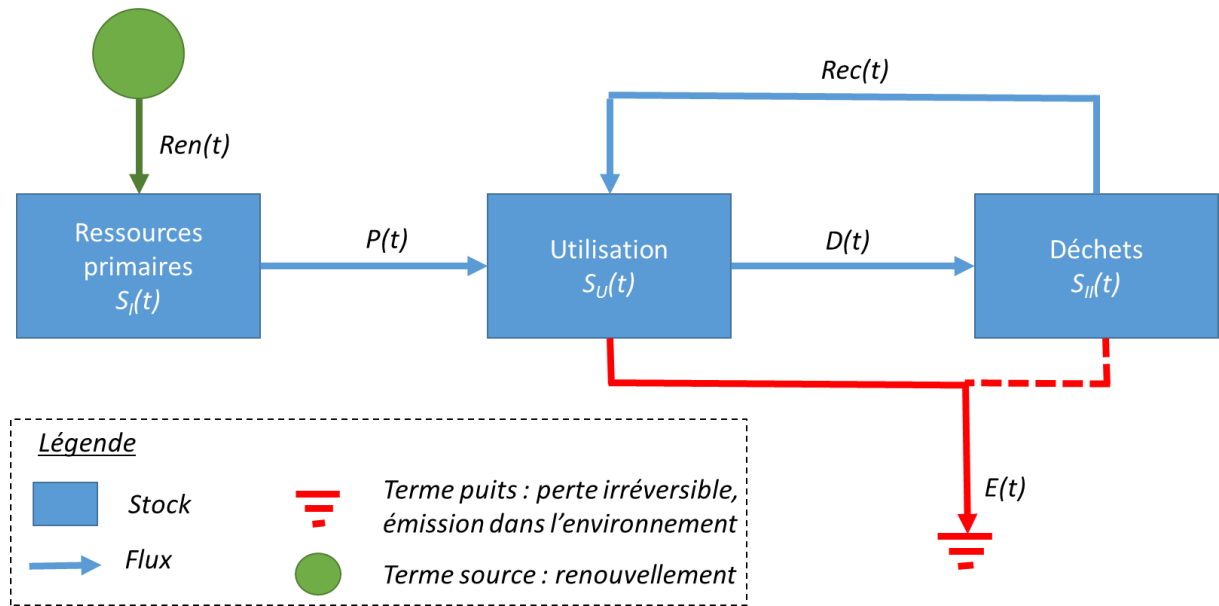 Rec(t)
Ren(t)
Ressources
primaires
S_I(t)
P(t)
Utilisation
S_U(t)
D(t)
Déchets
S_II(t)
Légende
Stock
Flux
Terme puits : perte irréversible,
émission dans l'environnement
Terme source : renouvellement
E(t)